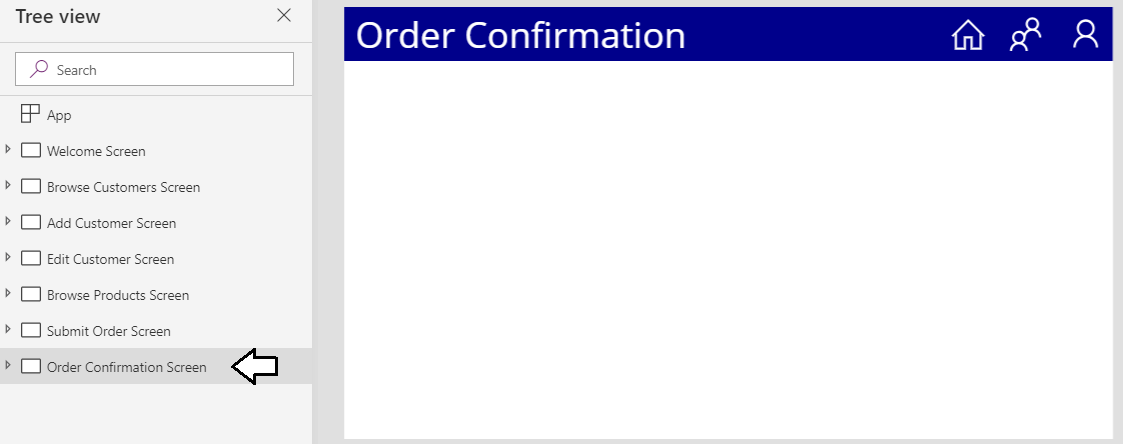 Tree view
Search
App
Welcome Screen
Browse Customers Screen
Add Customer Screen
Edit Customer Screen
Browse Products Screen
Submit Order Screen
Order Confirmation Screen
Order Confirmation